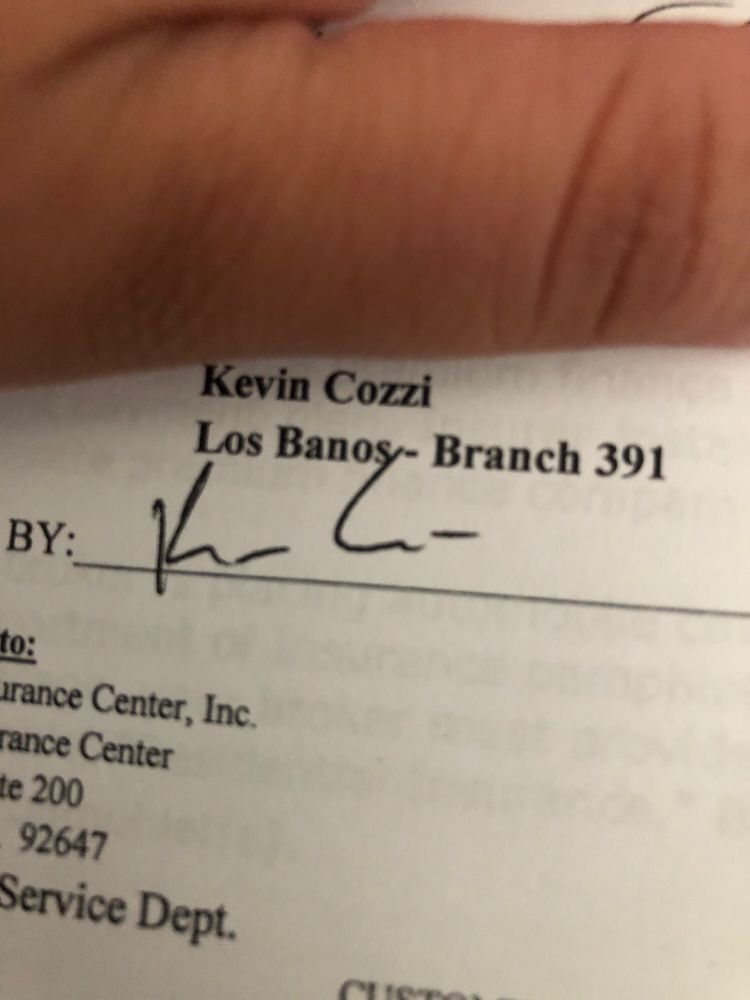 Kevin Cozzi
Los Banos - Branch 391
BY:
to:
urance Center, Inc.
rance Center
te 200
92647
Service Dept.